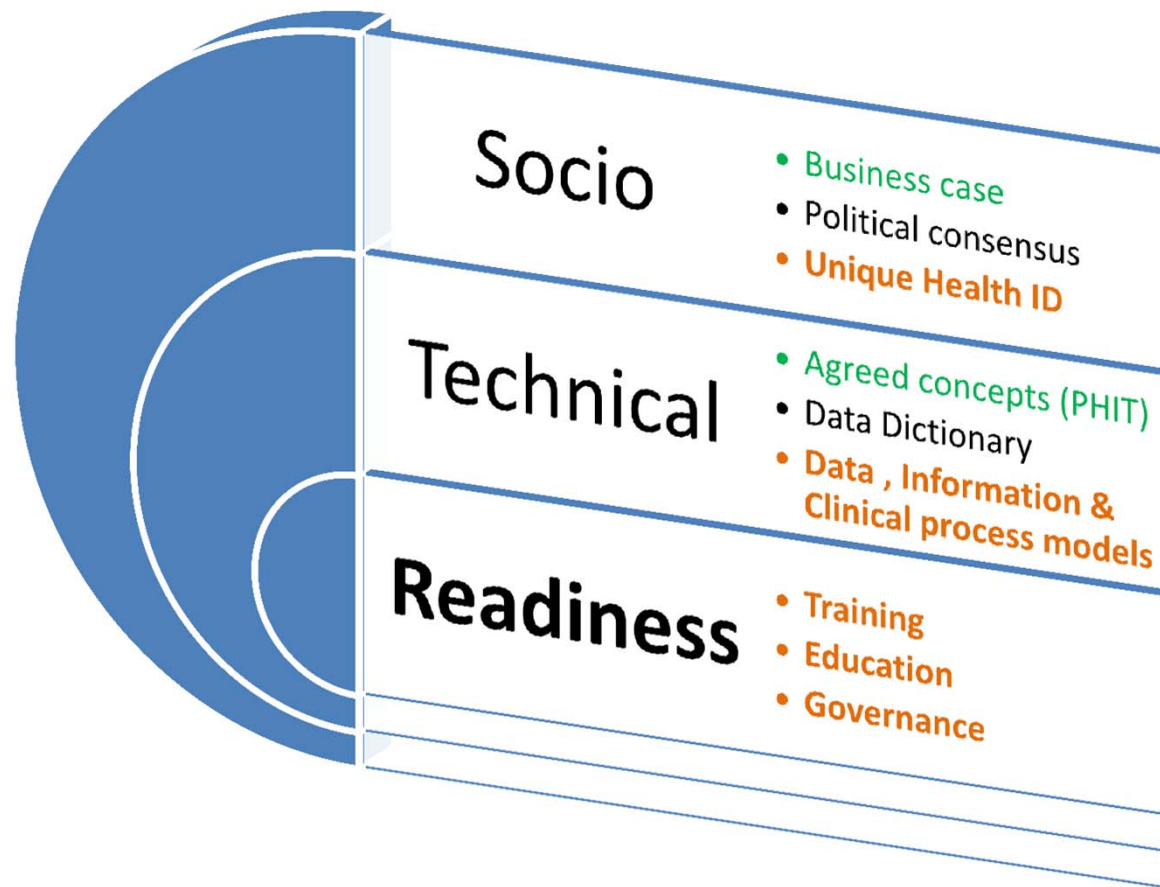 Socio
• Business case
• Political consensus
• Unique Health ID
Technical
• Agreed concepts (PHIT)
• Data Dictionary
• Data , Information &
Clinical process models
Readiness
• Training
• Education
• Governance